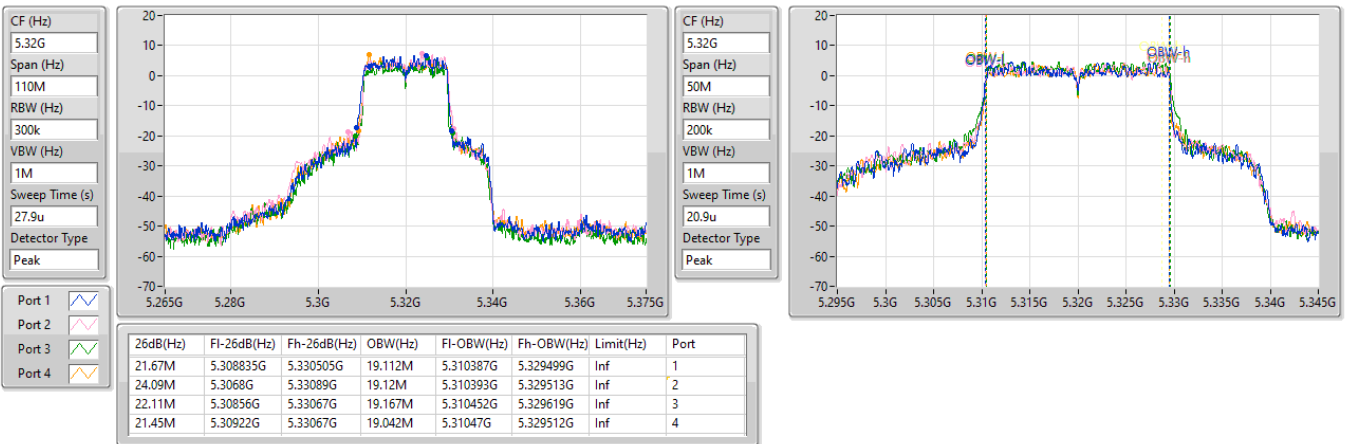 CF (Hz)
5.32G
Span (Hz)
110M
RBW (Hz)
300k
VBW (Hz)
1M
Sweep Time (s)
27.9u
Detector Type
Peak
20-
10-
0-
-10-
-20-
-30-
-40-
-50-
-60-
-70-
5.265G 5.28G 5.3G 5.32G 5.34G 5.36G 5.375G
CF (Hz)
5.32G
Span (Hz)
50M
RBW (Hz)
200k
VBW (Hz)
1M
Sweep Time (s)
20.9u
Detector Type
Peak
20-
10-
0-
-10-
-20-
-30-
-40-
-50-
-60-
-70-
OBW-l
OBW-h
OBW-h
5.295G 5.3G 5.305G 5.31G 5.315G 5.32G 5.325G 5.33G 5.335G 5.34G 5.345G
Port 1
Port 2
Port 3
Port 4
26dB(Hz) Fl-26dB(Hz) Fh-26dB(Hz) OBW(Hz) Fl-OBW(Hz) Fh-OBW(Hz) Limit(Hz) Port
21.67M 5.308835G 5.330505G 19.112M 5.310387G 5.329499G Inf 1
24.09M 5.3068G 5.33089G 19.12M 5.310393G 5.329513G Inf 2
22.11M 5.30856G 5.33067G 19.167M 5.310452G 5.329619G Inf 3
21.45M 5.30922G 5.33067G 19.042M 5.31047G 5.329512G Inf 4